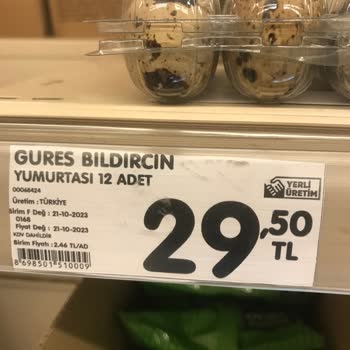 GURES BILDIRCIN
YUMURTASI 12 ADET
00068424
Üretim : TÜRKİYE
Birim F Değ : 21-10-2023
0168
Fiyat Değ : 21-10-2023
KDV DAHİLDİR
Birim Fiyatı : 2.46 TL/AD
8698501510009
YERLİ
ÜRETİM
29,50
TL